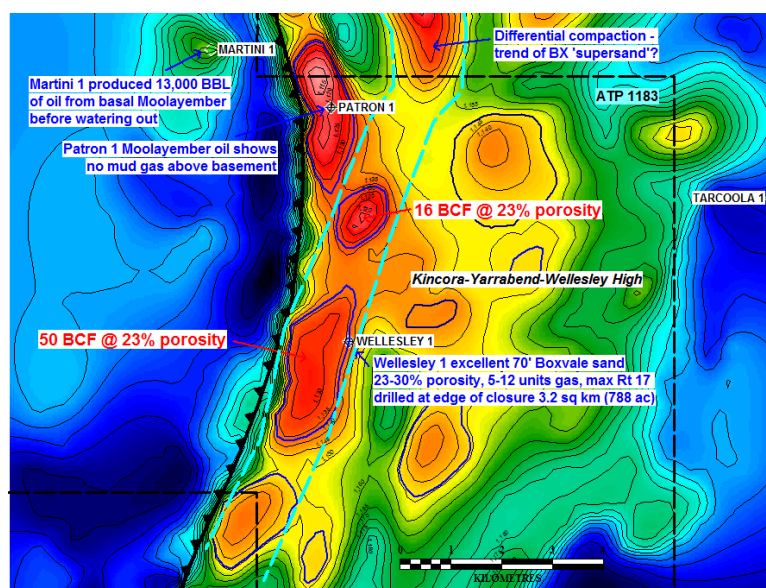 MARTINI 1
Differential compaction -
trend of BX 'supersand'?
Martini 1 produced 13,000 BBL
of oil from basal Moolayember
before watering out
ATP 1183
PATRON 1
Patron 1 Moolayember oil shows
no mud gas above basement
TARCOOLA 1
16 BCF @ 23% porosity
Kincora-Yarrabend-Wellesley High
50 BCF @ 23% porosity
WELLESLEY 1
Wellesley 1 excellent 70' Boxvale sand
23-30% porosity, 5-12 units gas, max Rt 17
drilled at edge of closure 3.2 sq km (788 ac)
0 1 2 3
KILOMETRES